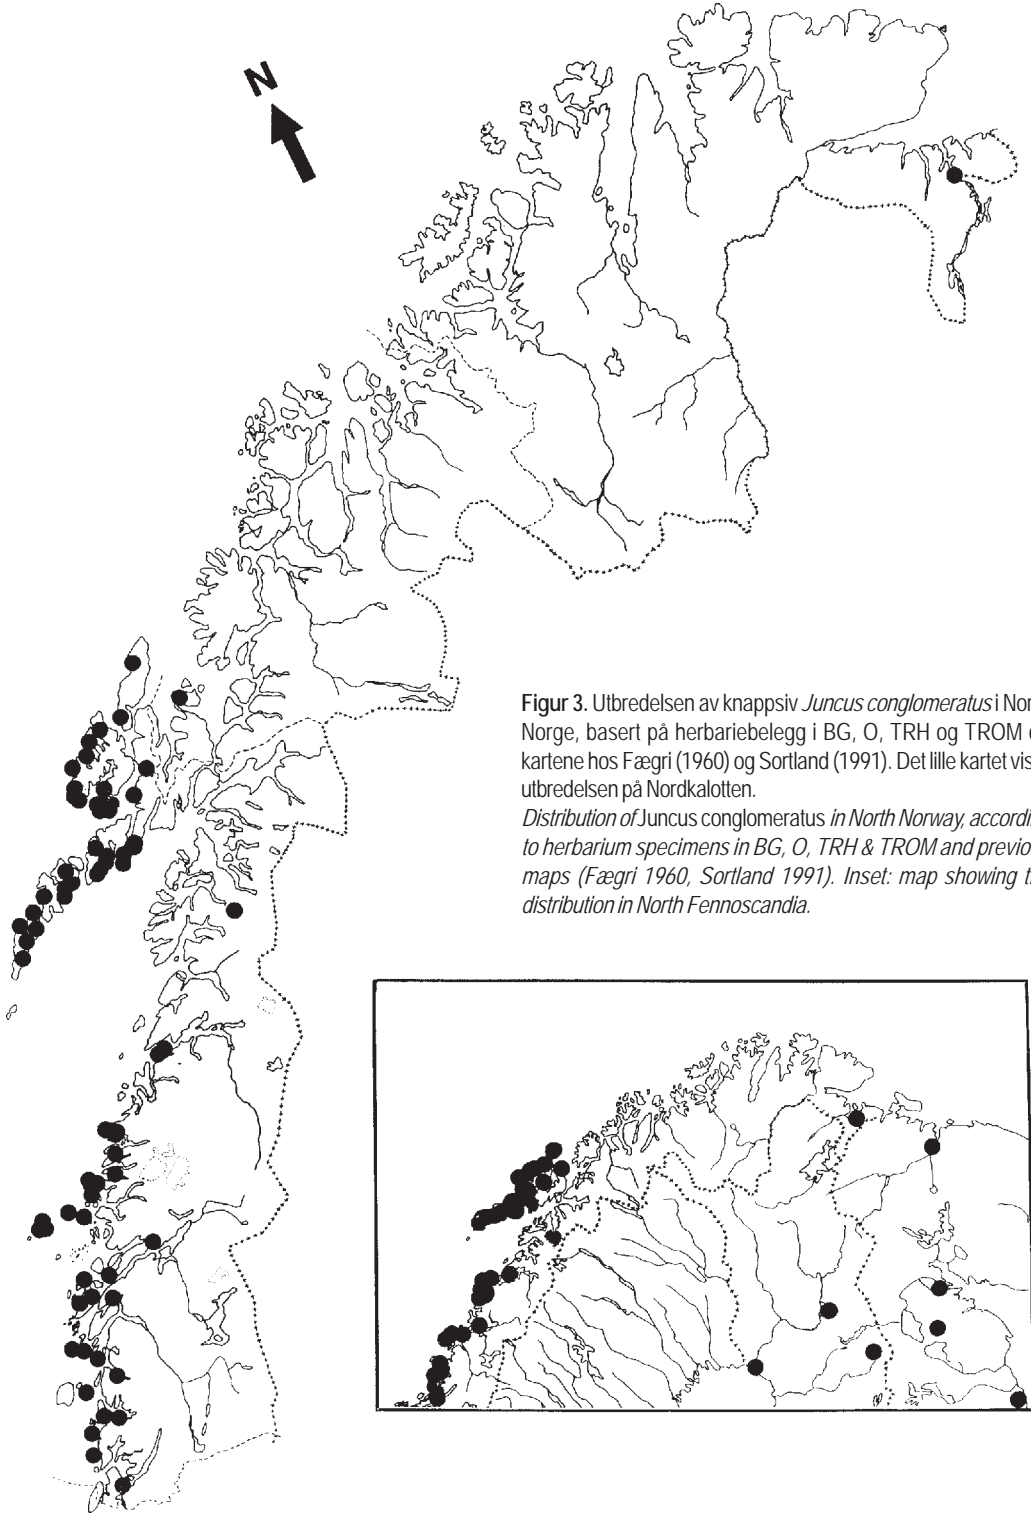 N
Figur 3. Utbredelsen av knappsiv Juncus conglomeratus i Nor
Norge, basert på herbariebelegg i BG, O, TRH og TROM
kartene hos Fægri (1960) og Sortland (1991). Det lille kartet vis
utbredelsen på Nordkalotten.
Distribution of Juncus conglomeratus in North Norway, accordi
to herbarium specimens in BG, O, TRH & TROM and previo
maps (Fægri 1960, Sortland 1991). Inset: map showing t
distribution in North Fennoscandia.